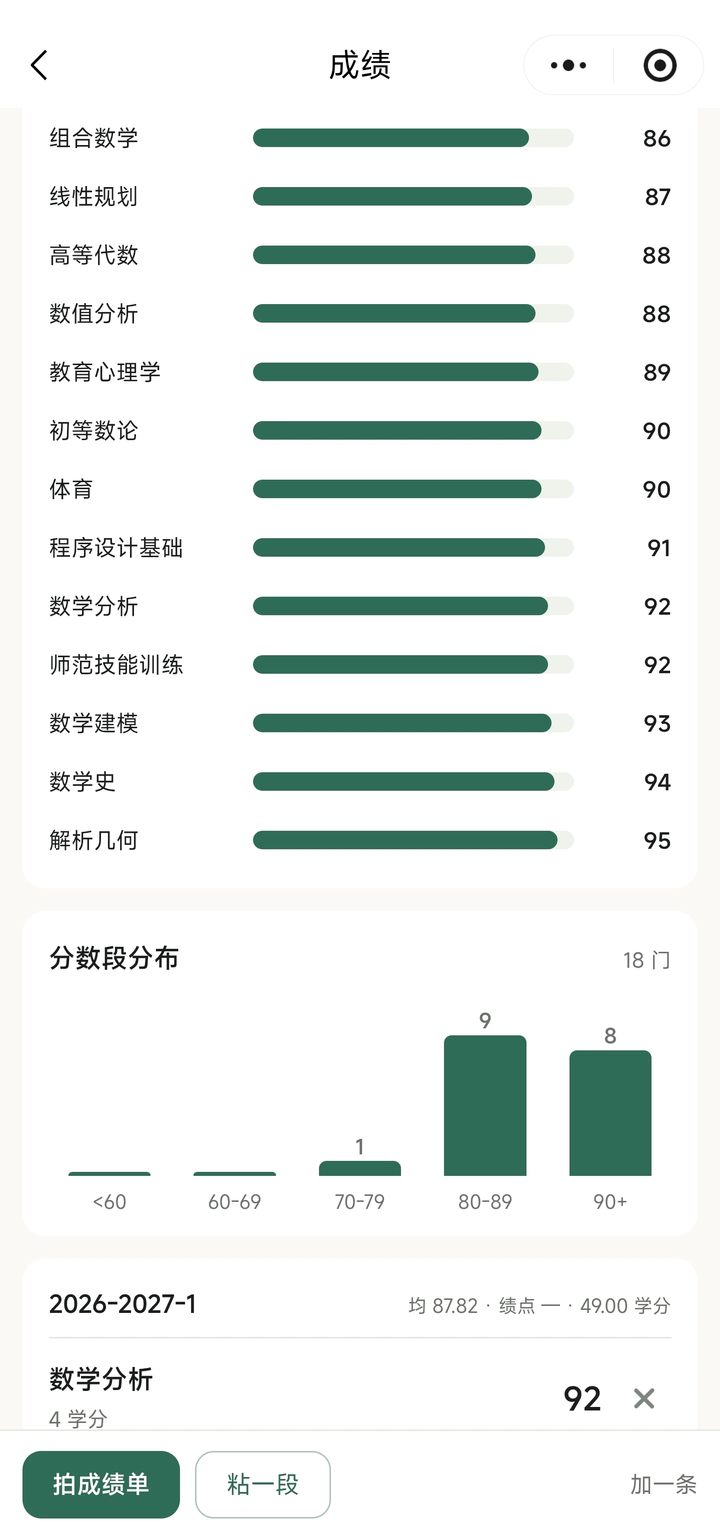 成绩
组合数学 86
线性规划 87
高等代数 88
数值分析 88
教育心理学 89
初等数论 90
体育 90
程序设计基础 91
数学分析 92
师范技能训练 92
数学建模 93
数学史 94
解析几何 95
分数段分布 18 门
9
8
1
<60 60-69 70-79 80-89 90+
2026-2027-1 均 87.82 · 绩点 一 · 49.00 学分
数学分析
92
4 学分
拍成绩单 粘一段 加一条